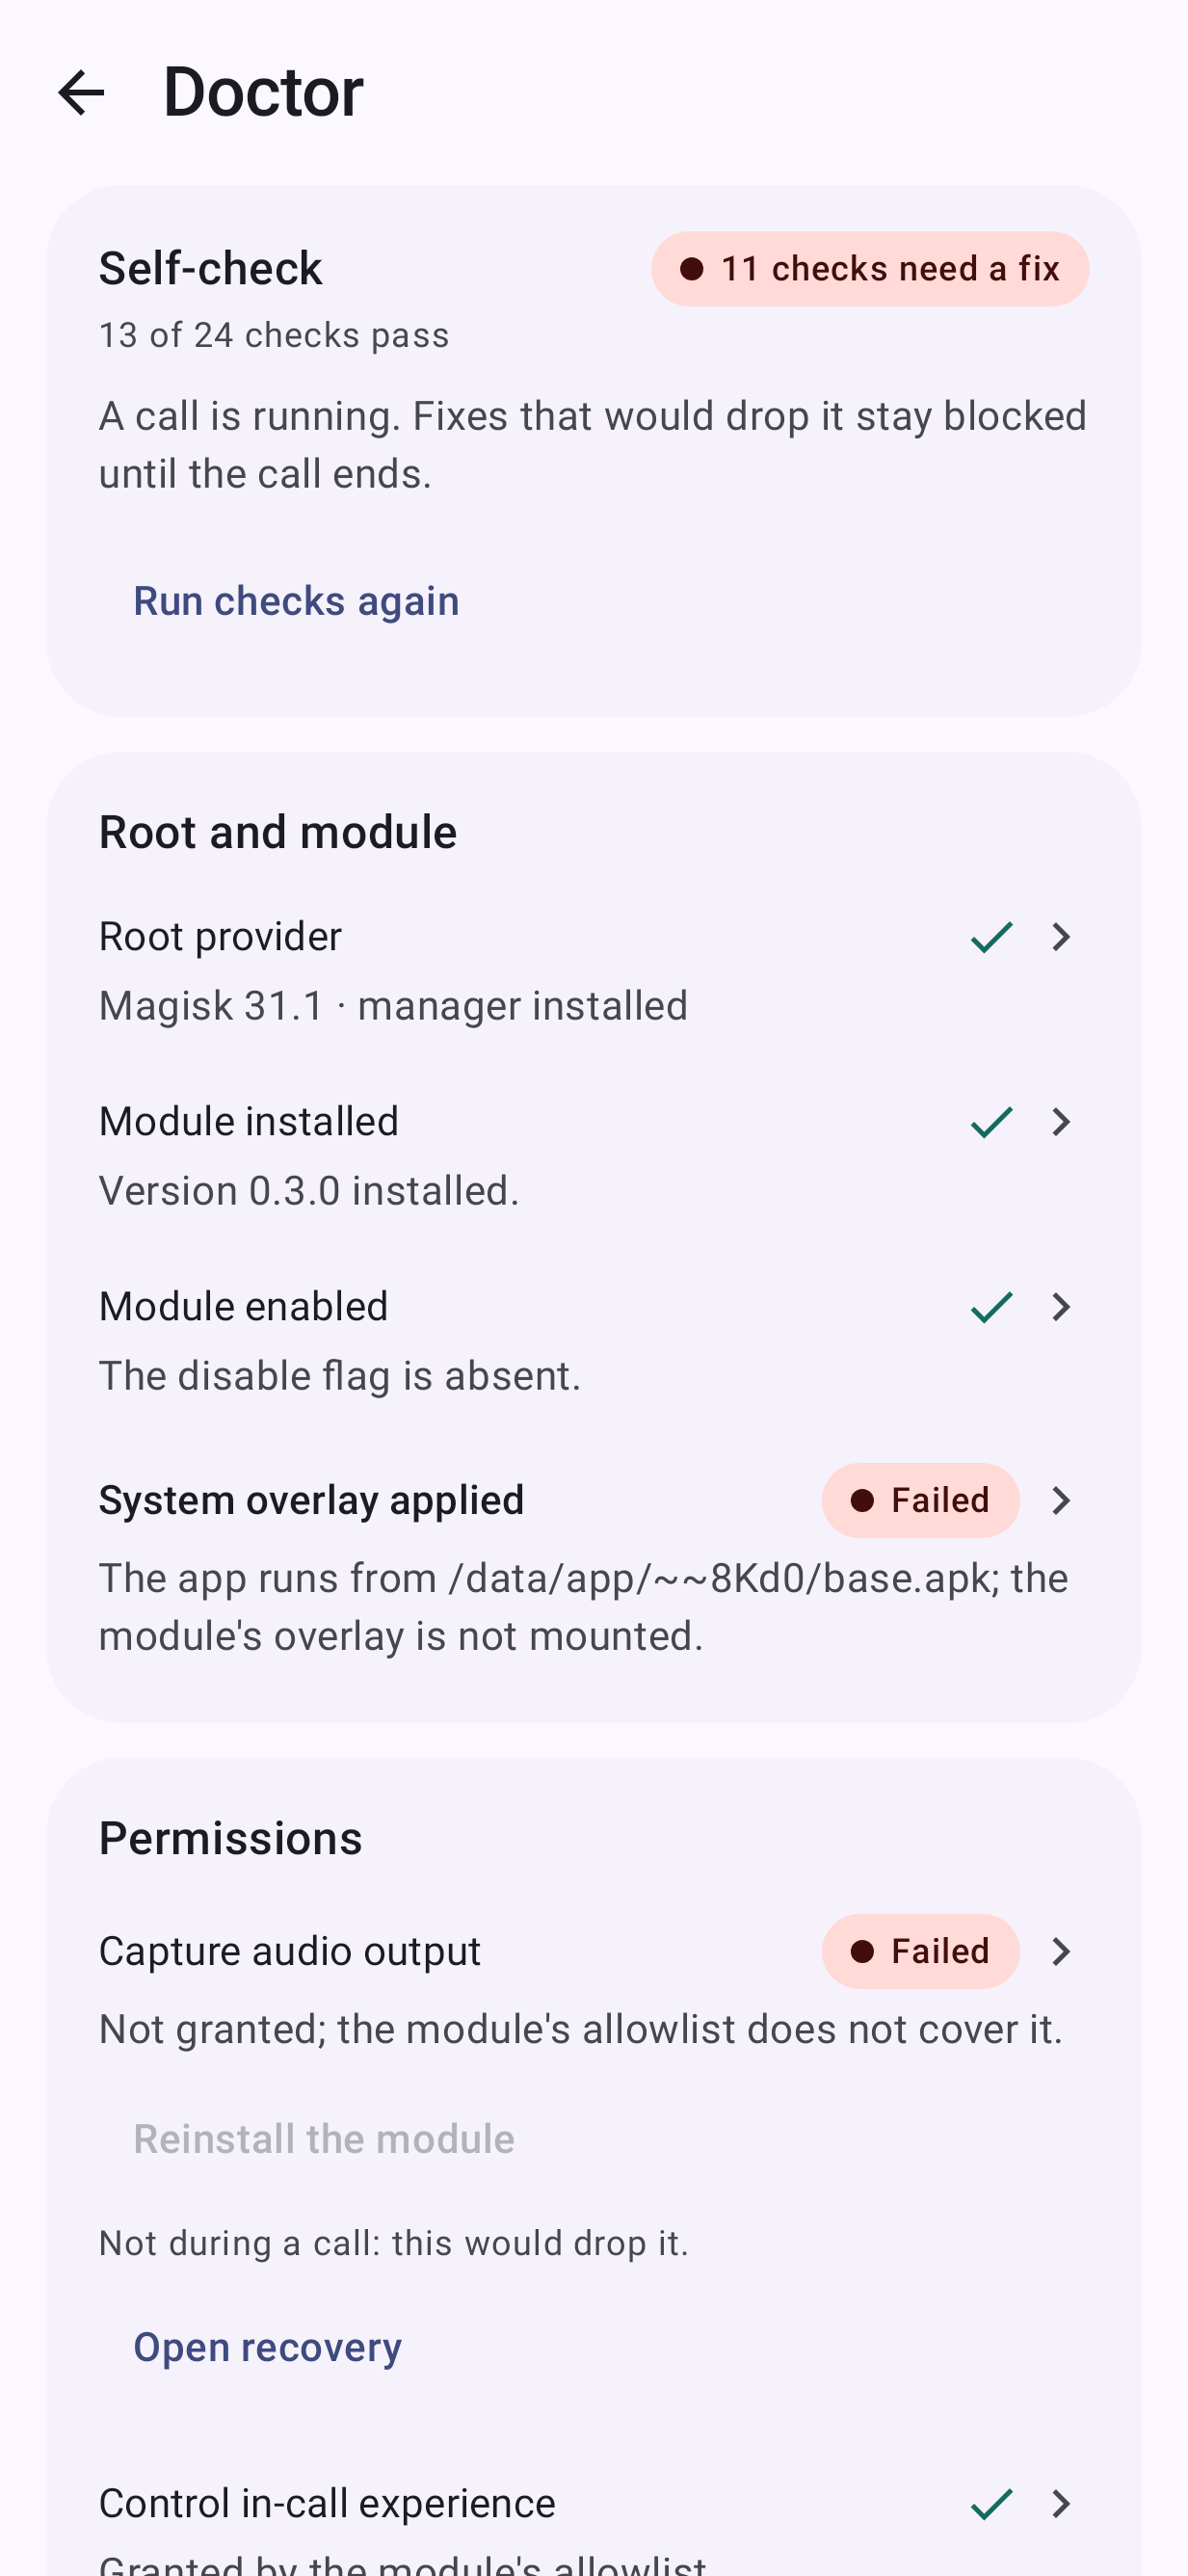 Doctor
Self-check
11 checks need a fix
13 of 24 checks pass
A call is running. Fixes that would drop it stay blocked
until the call ends.
Run checks again
Root and module
Root provider
Magisk 31.1 · manager installed
Module installed
Version 0.3.0 installed.
Module enabled
The disable flag is absent.
System overlay applied
Failed
The app runs from /data/app/~~8Kd0/base.apk; the
module's overlay is not mounted.
Permissions
Capture audio output
Failed
Not granted; the module's allowlist does not cover it.
Reinstall the module
Not during a call: this would drop it.
Open recovery
Control in-call experience
Granted by the module's allowlist